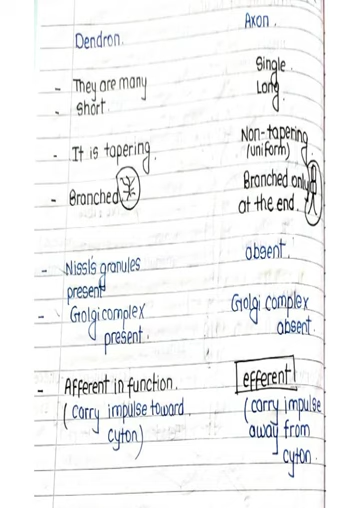 Dendron.
Axon.
- They are many
Single.
- short.
Long.
- It is tapering.
Non-tapering
(uniform)
- Branched
Branched only
at the end.
- Nissl's granules
present
absent.
- Golgi complex
present.
Golgi complex
absent.
- Afferent in function.
(carry impulse toward
cyton)
efferent
(carry impulse
away from
cyton.